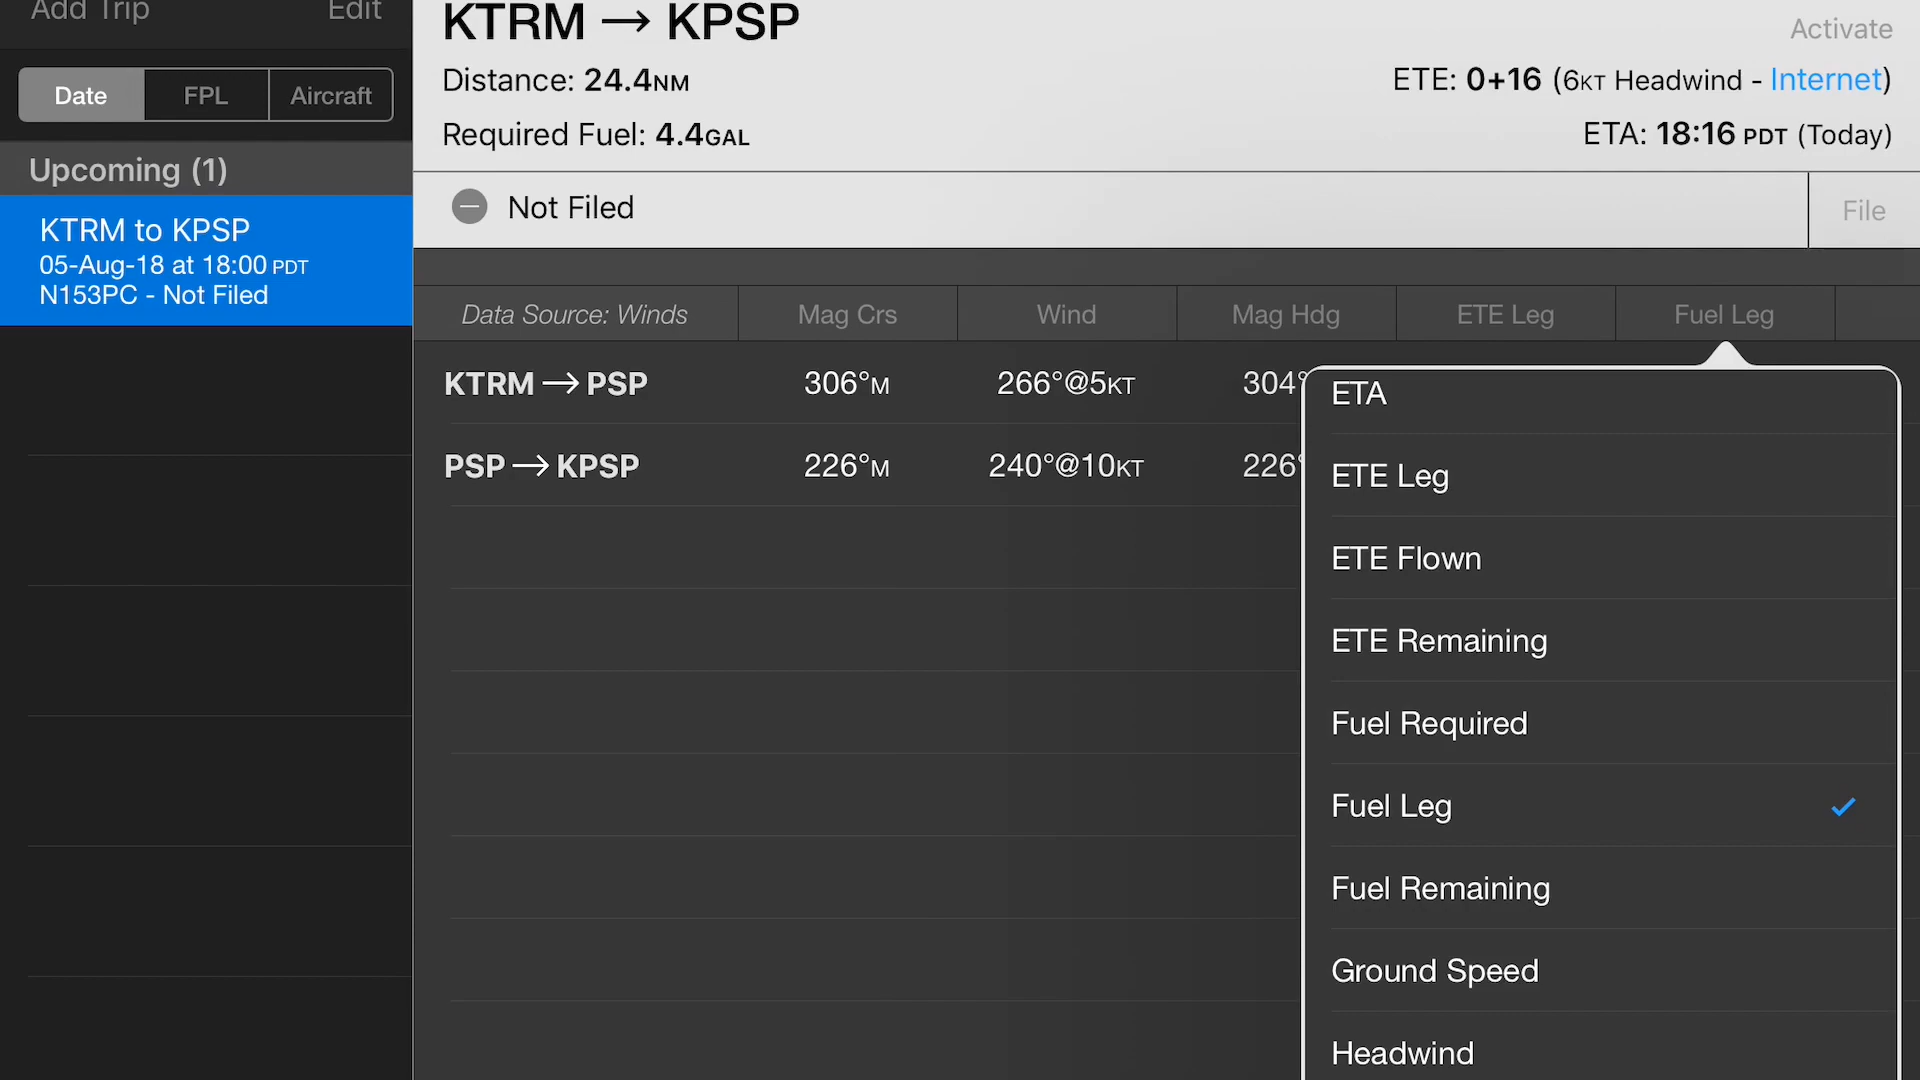 Add Trip
Edit
Date
FPL
Aircraft
Upcoming (1)
KTRM to KPSP
05-Aug-18 at 18:00 PDT
N153PC - Not Filed
KTRM → KPSP
Activate
Distance: 24.4NM
ETE: 0+16 (6KT Headwind - Internet)
Required Fuel: 4.4GAL
ETA: 18:16 PDT (Today)
Not Filed
File
Data Source: Winds
Mag Crs
Wind
Mag Hdg
ETE Leg
Fuel Leg
KTRM → PSP
306°M
266°@5KT
304°
PSP → KPSP
226°M
240°@10KT
226°
ETA
ETE Leg
ETE Flown
ETE Remaining
Fuel Required
Fuel Leg
Fuel Remaining
Ground Speed
Headwind